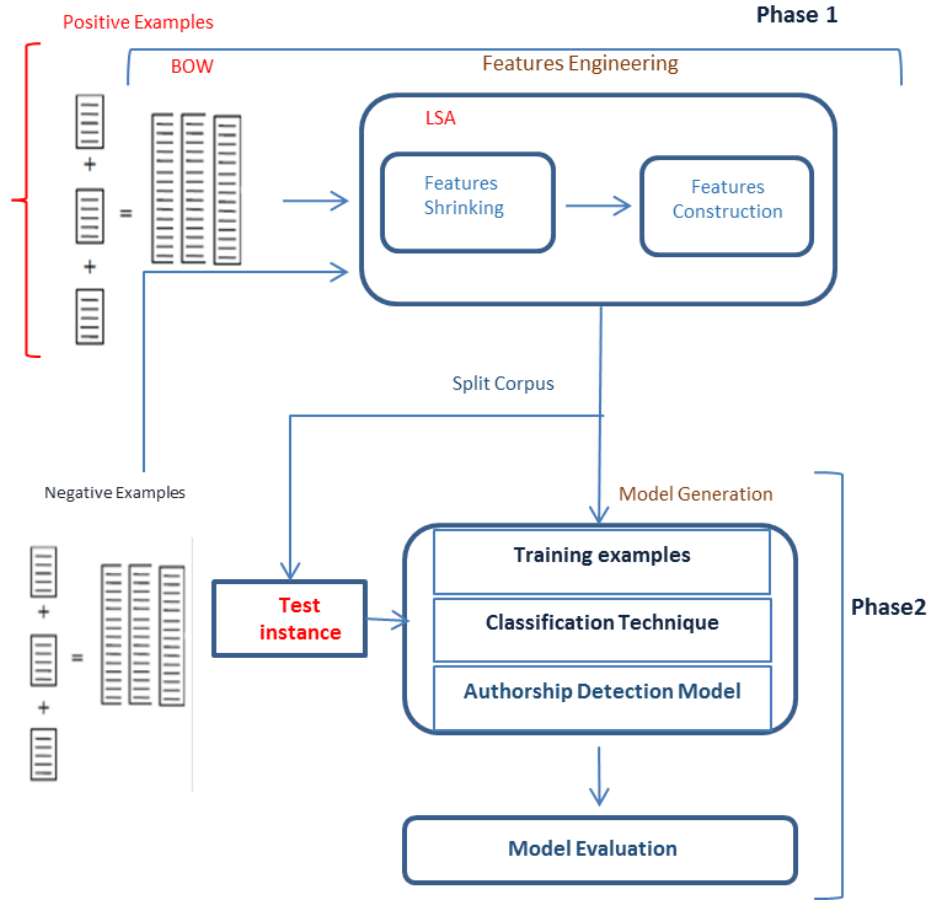 Phase 1
Positive Examples
BOW
Features Engineering
LSA
Features
Shrinking
Features
Construction
+
=
+
Split Corpus
Negative Examples
Model Generation
Training examples
Test
instance
Classification Technique
Phase2
Authorship Detection Model
+
=
+
Model Evaluation